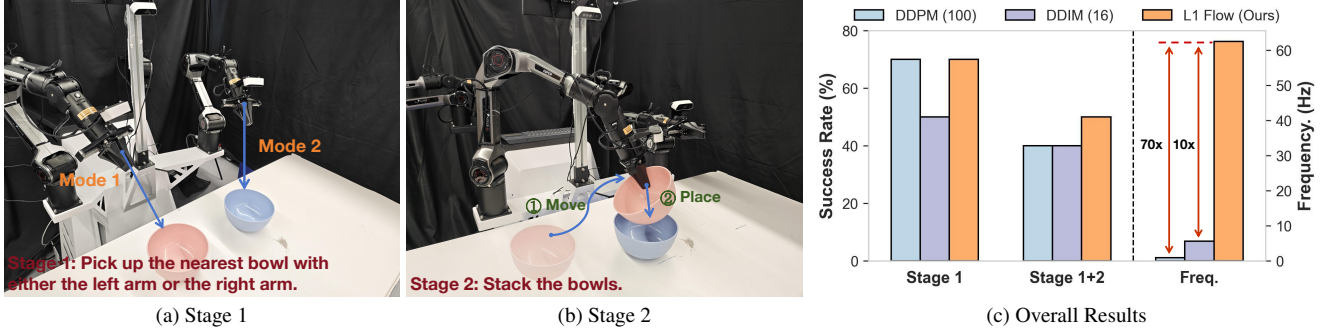 Mode 1
Mode 2
Stage 1: Pick up the nearest bowl with
either the left arm or the right arm.
(a) Stage 1
① Move
② Place
Stage 2: Stack the bowls.
(b) Stage 2
DDPM (100) DDIM (16) L1 Flow (Ours)
Success Rate (%)
80
60
40
20
0
70x 10x
60
50
40
30
20
10
0
Frequency. (Hz)
Stage 1 Stage 1+2 Freq.
(c) Overall Results